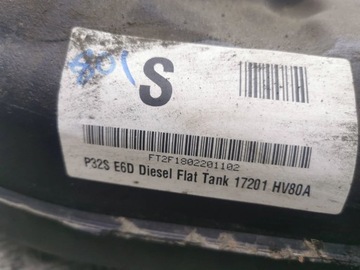 S
FT2F1802201102
P32S E6D Diesel Flat Tank 17201 HV80A